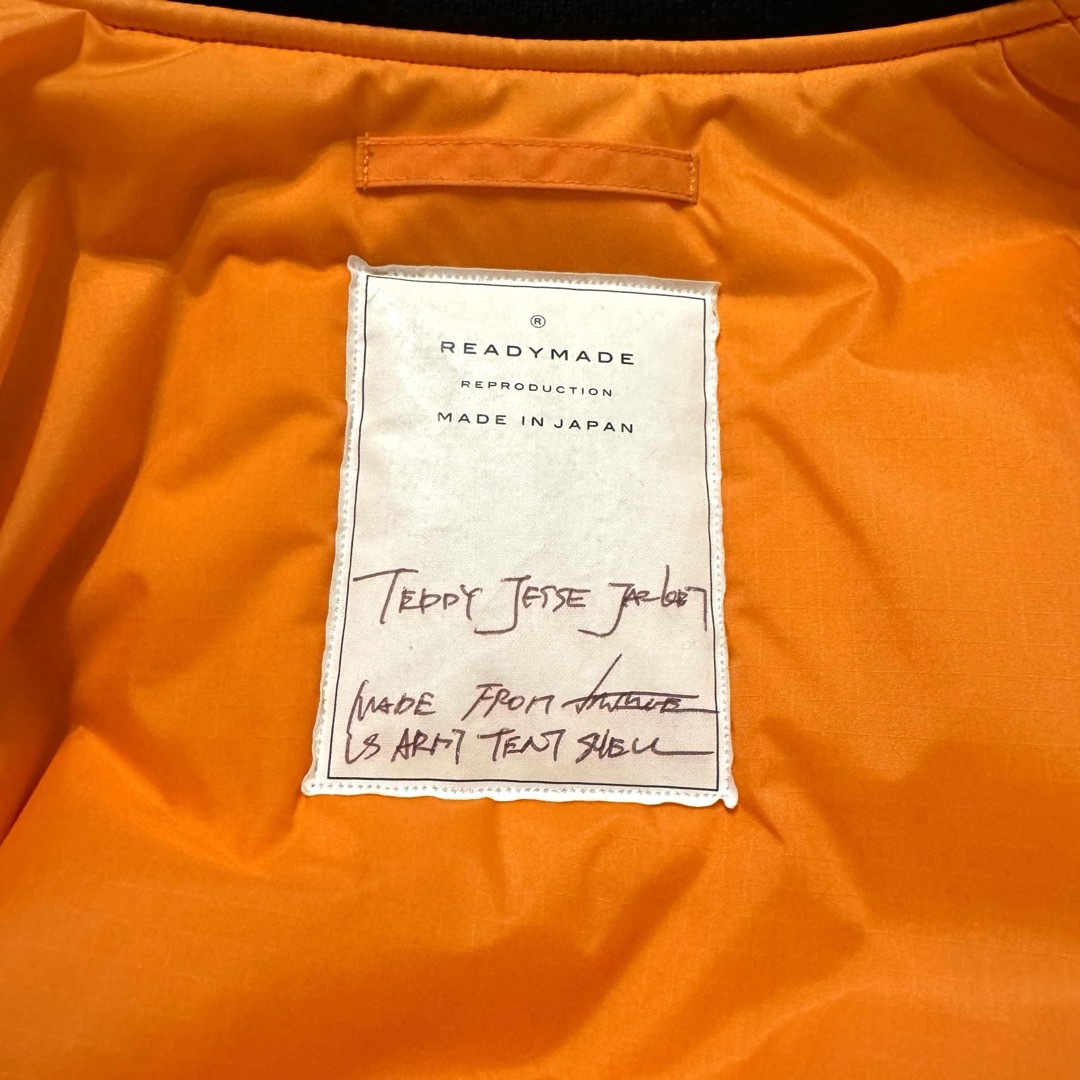 ®
READYMADE
REPRODUCTION
MADE IN JAPAN
TEDDY JESSE JACKET
MADE FROM
US ARMY TENT SHELL